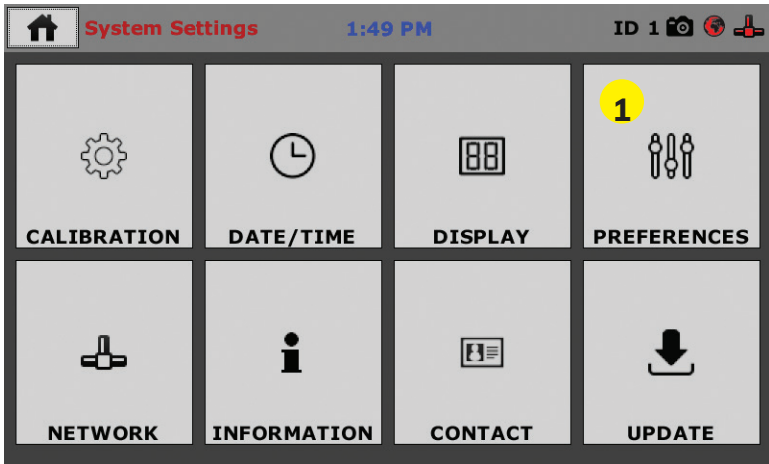 System Settings 1:49 PM ID 1
1
CALIBRATION DATE/TIME DISPLAY PREFERENCES
NETWORK INFORMATION CONTACT UPDATE